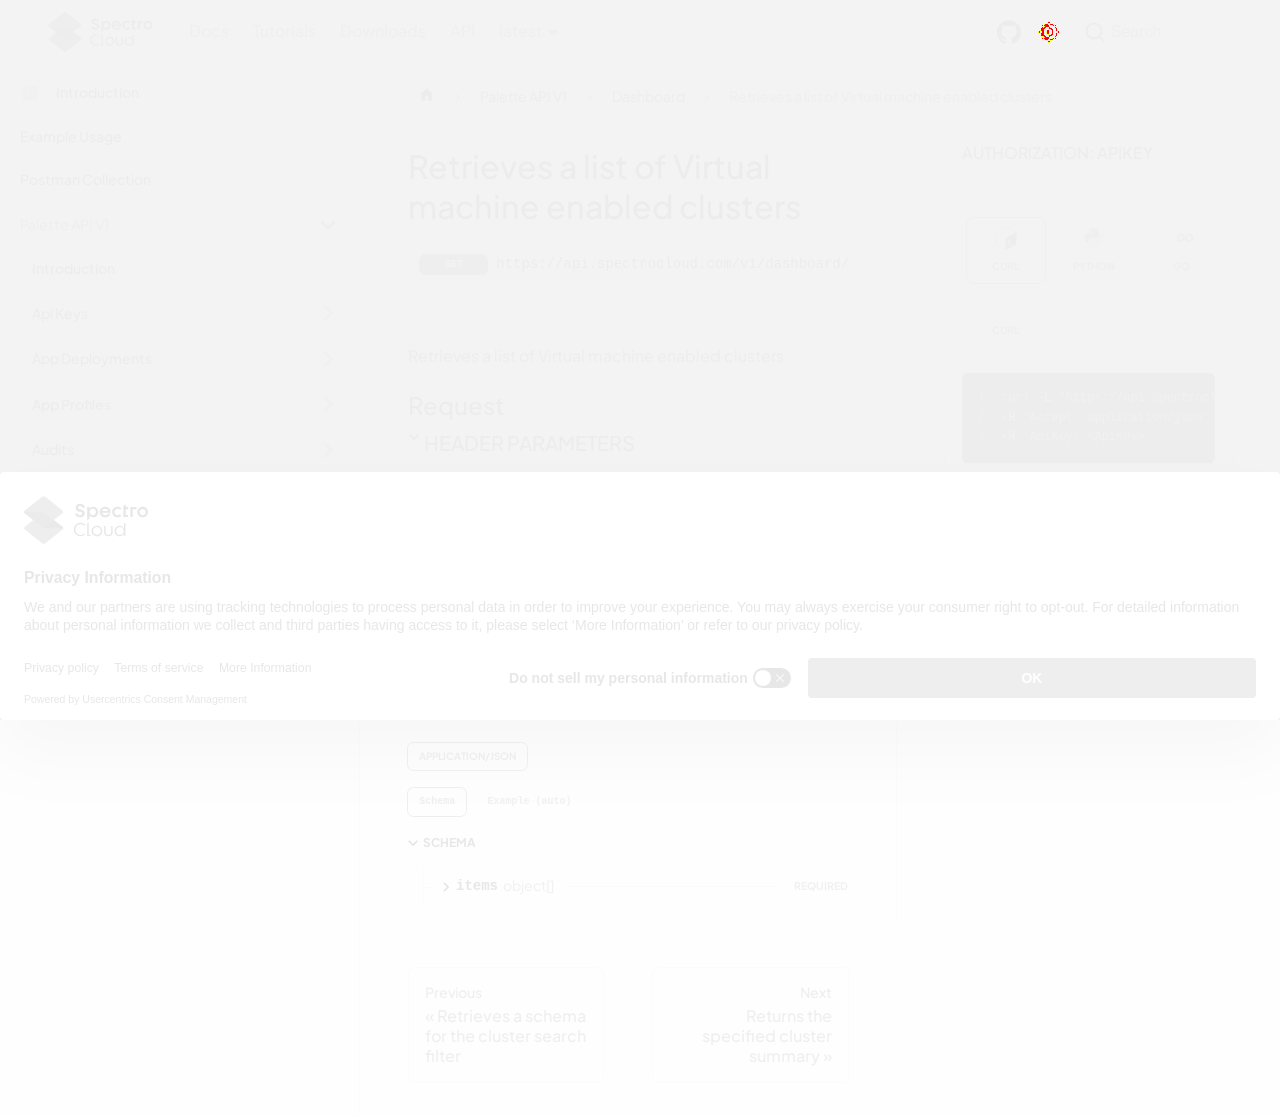 Spectro Cloud
Docs Tutorials Downloads API latest
Search
Introduction
Example Usage
Postman Collection
Palette API V1
Introduction
Api Keys
App Deployments
App Profiles
Audits
Palette API V1
Dashboard
Retrieves a list of Virtual machine enabled clusters
Retrieves a list of Virtual
machine enabled clusters
GET https://api.spectrocloud.com/v1/dashboard/
Retrieves a list of Virtual machine enabled clusters
Request
HEADER PARAMETERS
AUTHORIZATION: APIKEY
CURL PYTHON GO
CURL
Spectro
Cloud
Privacy Information
We and our partners are using tracking technologies to process personal data in order to improve your experience. You may always exercise your consumer right to opt-out. For detailed information
about personal information we collect and third parties having access to it, please select ‘More Information’ or refer to our privacy policy.
Privacy policy Terms of service More Information
Powered by Usercentrics Consent Management
Do not sell my personal information
OK
APPLICATION/JSON
Schema Example (auto)
SCHEMA
items object[] REQUIRED
Previous
« Retrieves a schema
for the cluster search
filter
Next
Returns the
specified cluster
summary »